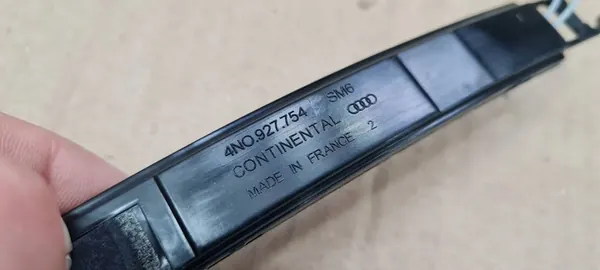 4N0.927.754 SM6
CONTINENTAL
MADE IN FRANCE 2